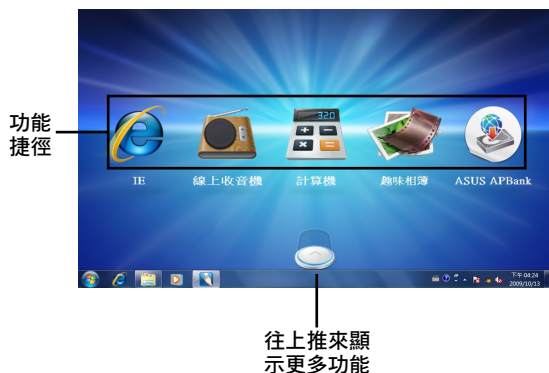 功能
捷徑
320
IE
線上收音機
計算機
趣味相簿
ASUS APBank
下午 04:24
2009/10/13
往上推來顯
示更多功能